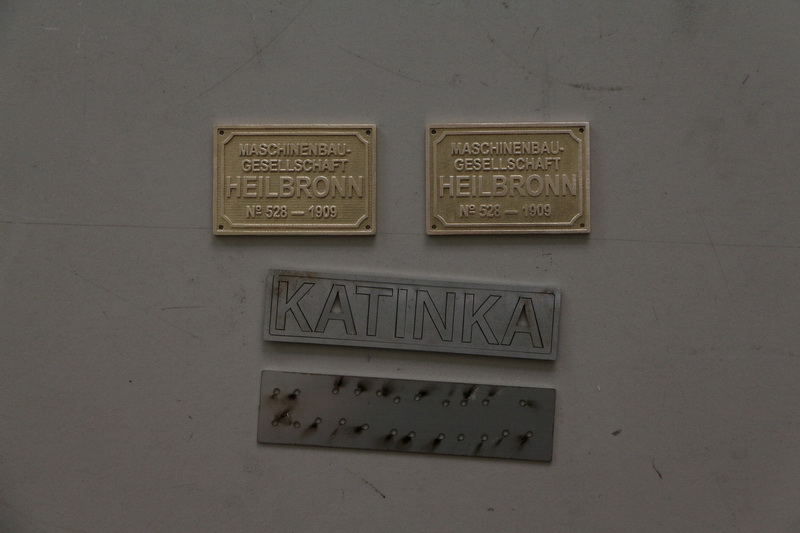 MASCHINENBAU-
GESELLSCHAFT
HEILBRONN
Nº 528 — 1909
MASCHINENBAU-
GESELLSCHAFT
HEILBRONN
Nº 528 — 1909
KATINKA